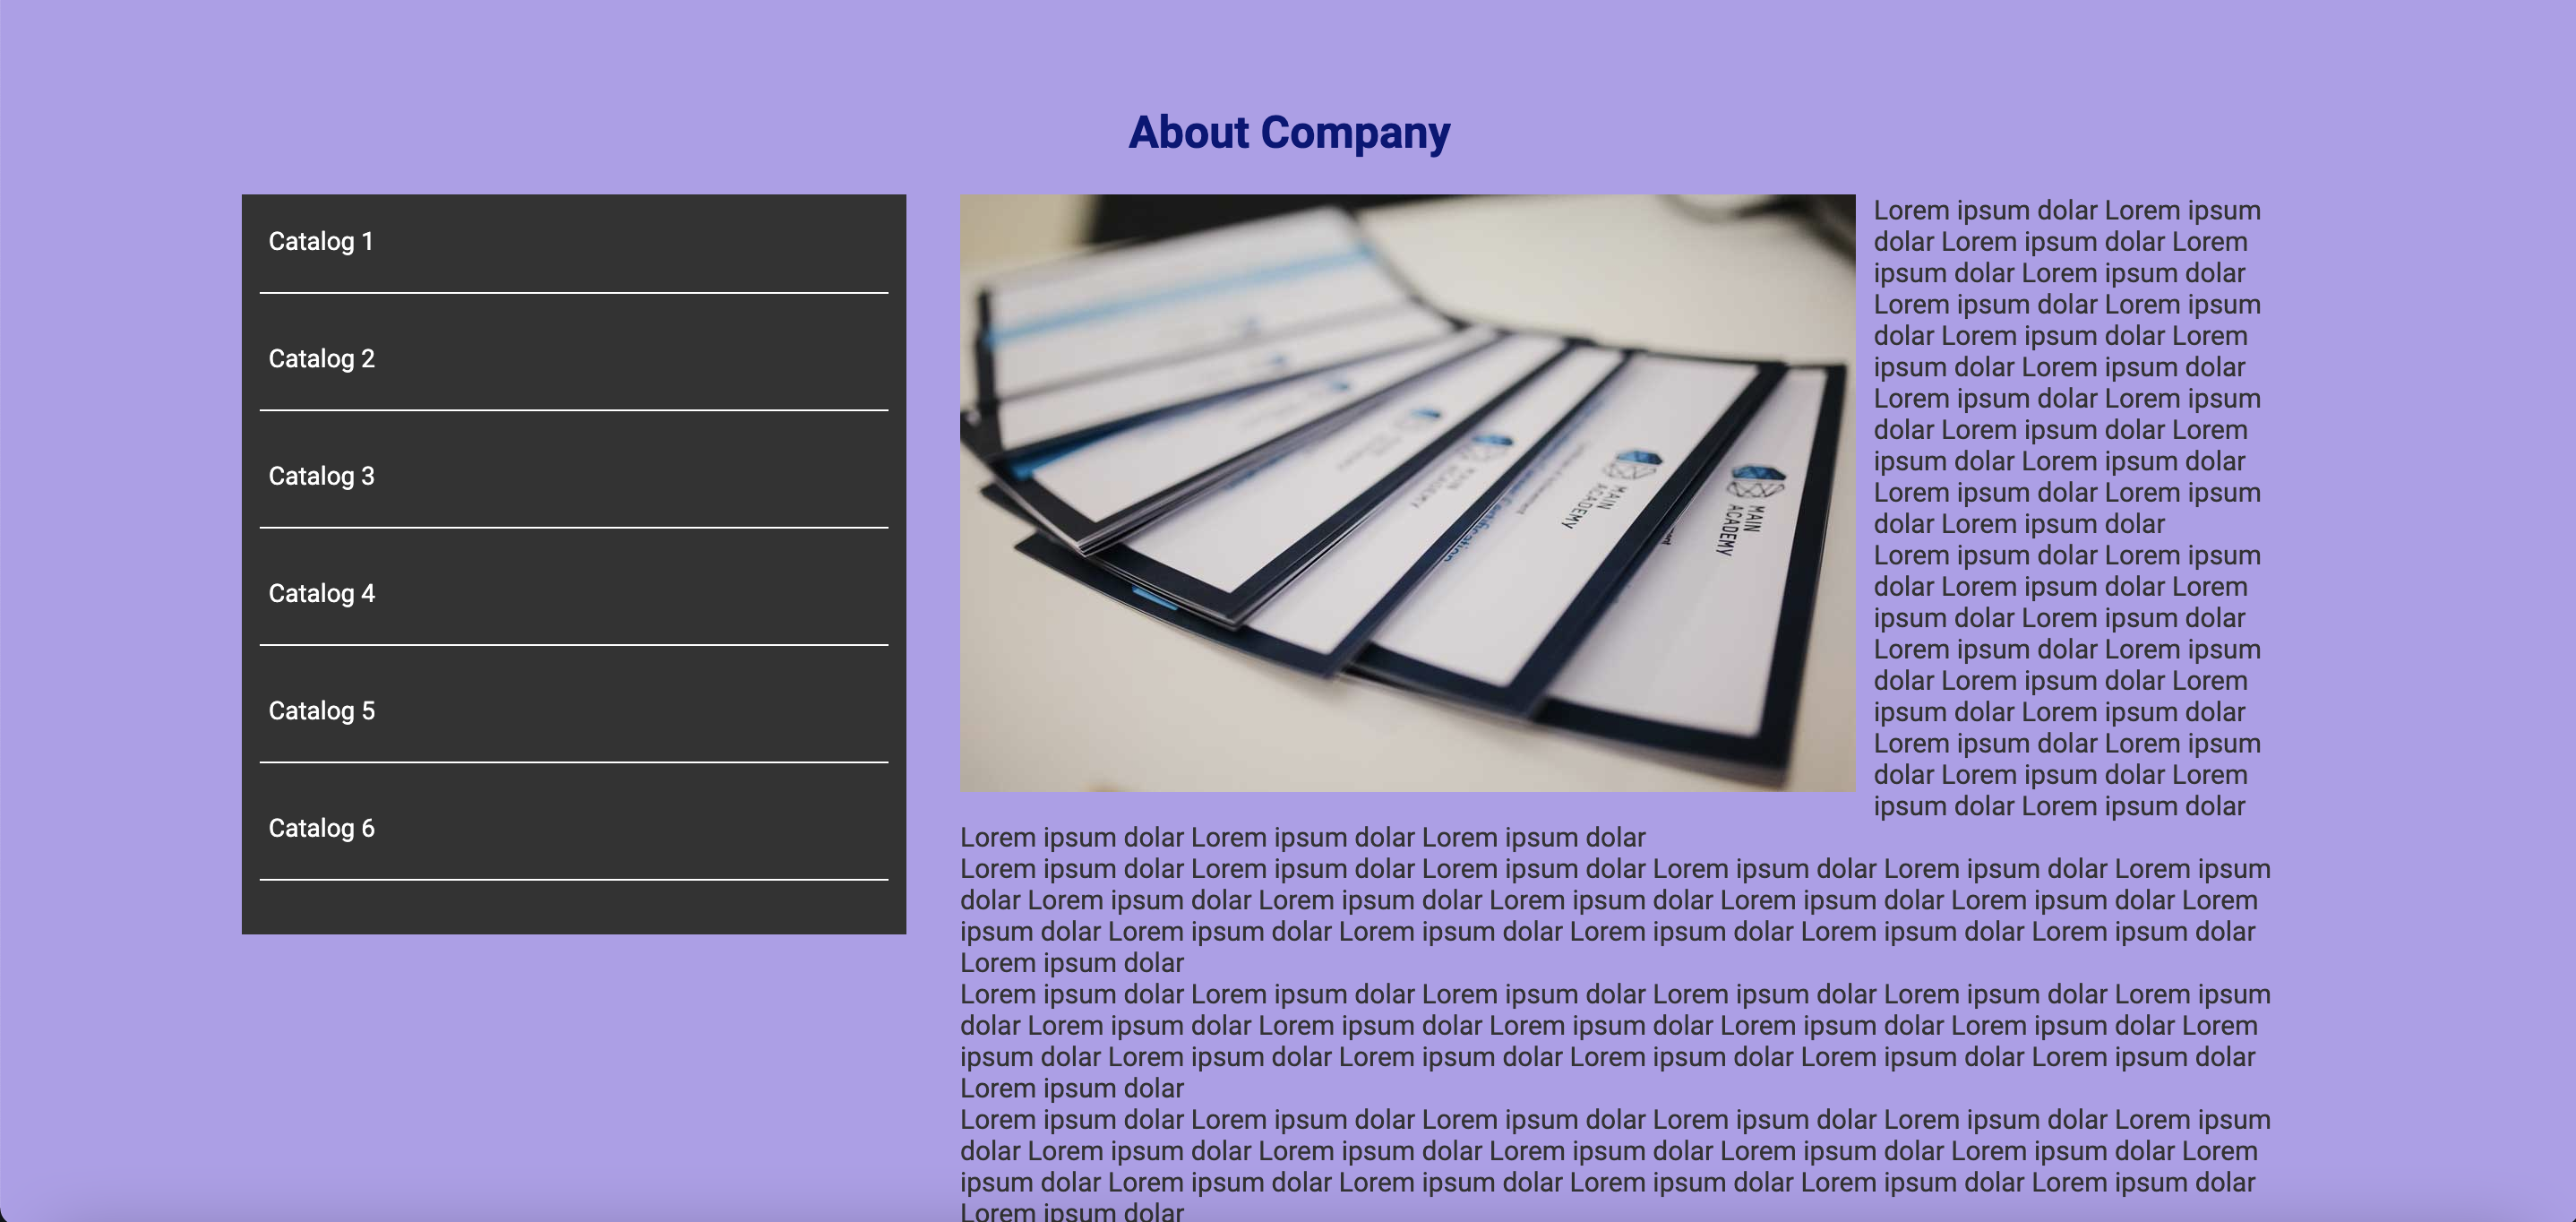 About Company
Catalog 1
Catalog 2
Catalog 3
Catalog 4
Catalog 5
Catalog 6
MAIN
ACADEMY
MAIN
ACADEMY
MAIN
ACADEMY
Certification
Lorem ipsum dolar Lorem ipsum
dolar Lorem ipsum dolar Lorem
ipsum dolar Lorem ipsum dolar
Lorem ipsum dolar Lorem ipsum
dolar Lorem ipsum dolar Lorem
ipsum dolar Lorem ipsum dolar
Lorem ipsum dolar Lorem ipsum
dolar Lorem ipsum dolar Lorem
ipsum dolar Lorem ipsum dolar
Lorem ipsum dolar Lorem ipsum
dolar Lorem ipsum dolar
Lorem ipsum dolar Lorem ipsum
dolar Lorem ipsum dolar Lorem
ipsum dolar Lorem ipsum dolar
Lorem ipsum dolar Lorem ipsum
dolar Lorem ipsum dolar Lorem
ipsum dolar Lorem ipsum dolar
Lorem ipsum dolar Lorem ipsum
dolar Lorem ipsum dolar Lorem
ipsum dolar Lorem ipsum dolar
Lorem ipsum dolar Lorem ipsum dolar Lorem ipsum dolar
Lorem ipsum dolar Lorem ipsum dolar Lorem ipsum dolar Lorem ipsum dolar Lorem ipsum dolar Lorem ipsum
dolar Lorem ipsum dolar Lorem ipsum dolar Lorem ipsum dolar Lorem ipsum dolar Lorem ipsum dolar Lorem
ipsum dolar Lorem ipsum dolar Lorem ipsum dolar Lorem ipsum dolar Lorem ipsum dolar Lorem ipsum dolar
Lorem ipsum dolar
Lorem ipsum dolar Lorem ipsum dolar Lorem ipsum dolar Lorem ipsum dolar Lorem ipsum dolar Lorem ipsum
dolar Lorem ipsum dolar Lorem ipsum dolar Lorem ipsum dolar Lorem ipsum dolar Lorem ipsum dolar Lorem
ipsum dolar Lorem ipsum dolar Lorem ipsum dolar Lorem ipsum dolar Lorem ipsum dolar Lorem ipsum dolar
Lorem ipsum dolar
Lorem ipsum dolar Lorem ipsum dolar Lorem ipsum dolar Lorem ipsum dolar Lorem ipsum dolar Lorem ipsum
dolar Lorem ipsum dolar Lorem ipsum dolar Lorem ipsum dolar Lorem ipsum dolar Lorem ipsum dolar Lorem
ipsum dolar Lorem ipsum dolar Lorem ipsum dolar Lorem ipsum dolar Lorem ipsum dolar Lorem ipsum dolar
Lorem ipsum dolar